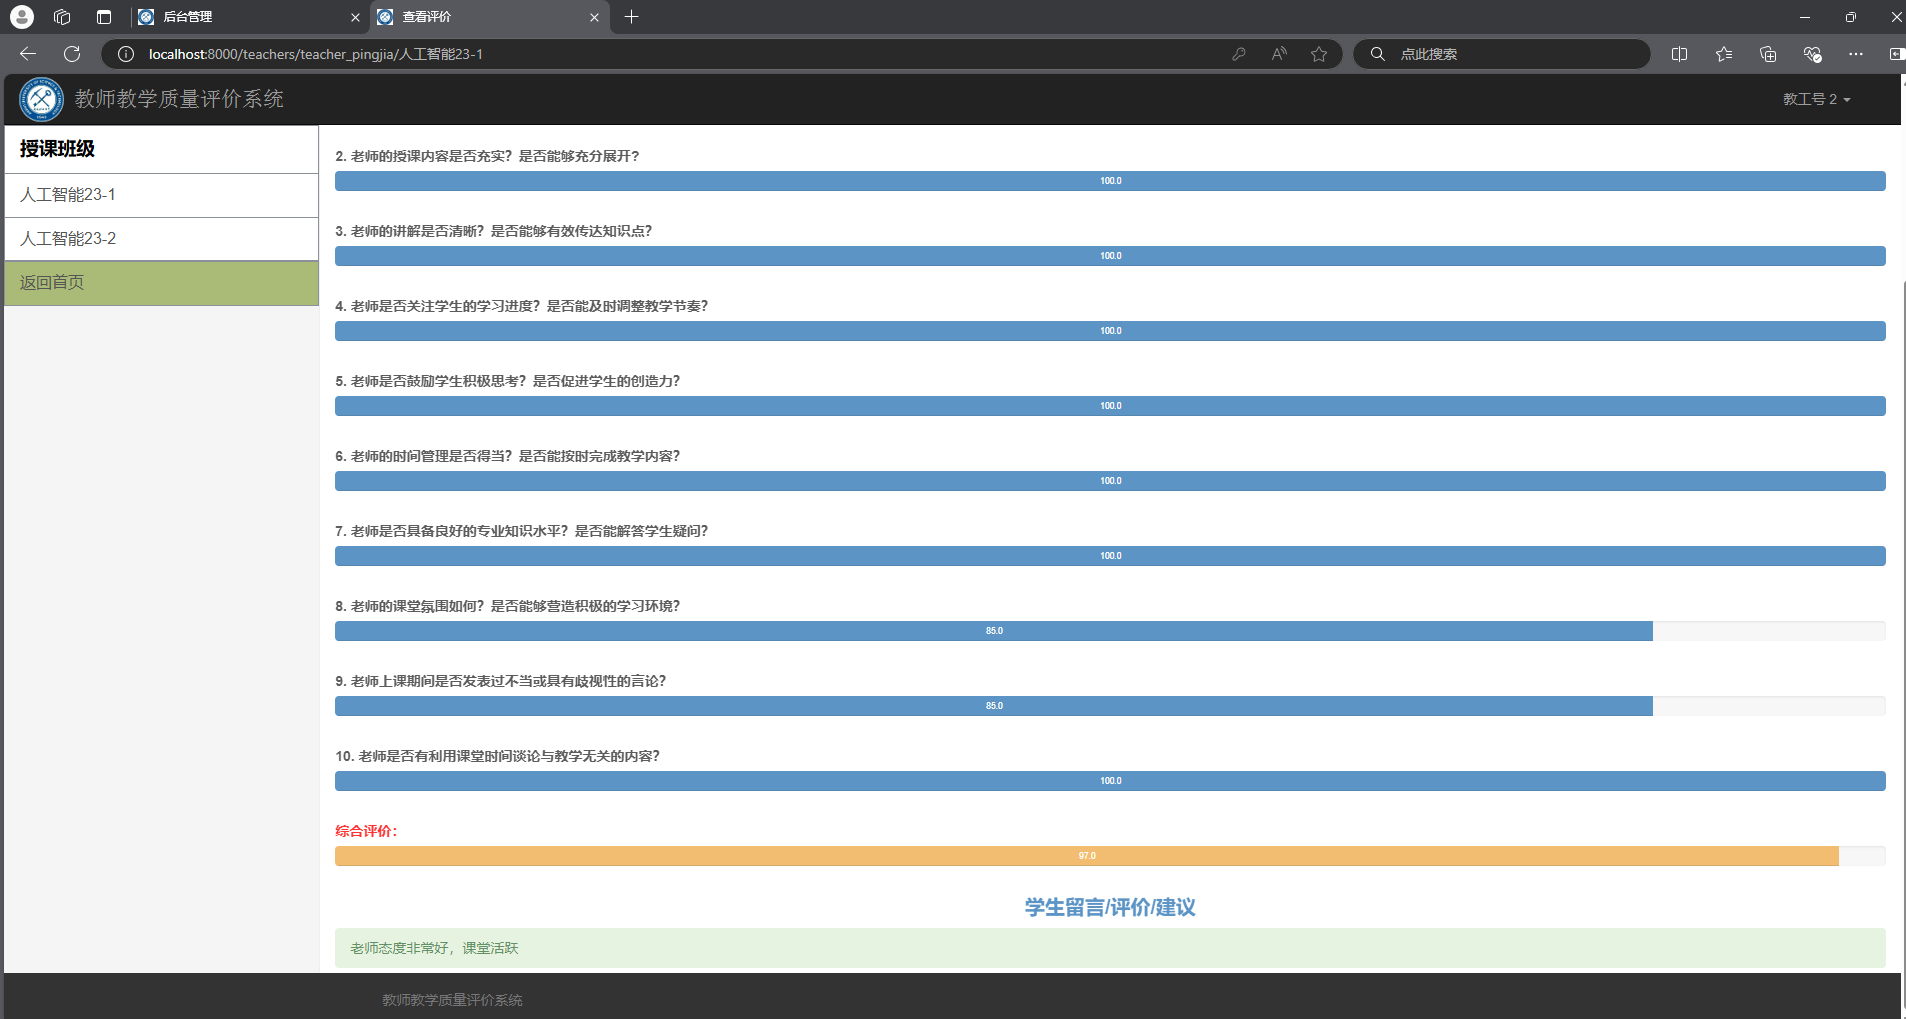 后台管理
查看评价
localhost:8000/teachers/teacher_pingjia/人工智能23-1
点此搜索
教师教学质量评价系统
教工号 2
授课班级
人工智能23-1
人工智能23-2
返回首页
2. 老师的授课内容是否充实？是否能够充分展开?
100.0
3. 老师的讲解是否清晰？是否能够有效传达知识点?
100.0
4. 老师是否关注学生的学习进度？是否能及时调整教学节奏?
100.0
5. 老师是否鼓励学生积极思考？是否促进学生的创造力?
100.0
6. 老师的时间管理是否得当？是否能按时完成教学内容?
100.0
7. 老师是否具备良好的专业知识水平？是否能解答学生疑问?
100.0
8. 老师的课堂氛围如何？是否能够营造积极的学习环境?
85.0
9. 老师上课期间是否发表过不当或具有歧视性的言论?
85.0
10. 老师是否有利用课堂时间谈论与教学无关的内容?
100.0
综合评价：
97.0
学生留言/评价/建议
老师态度非常好，课堂活跃
教师教学质量评价系统